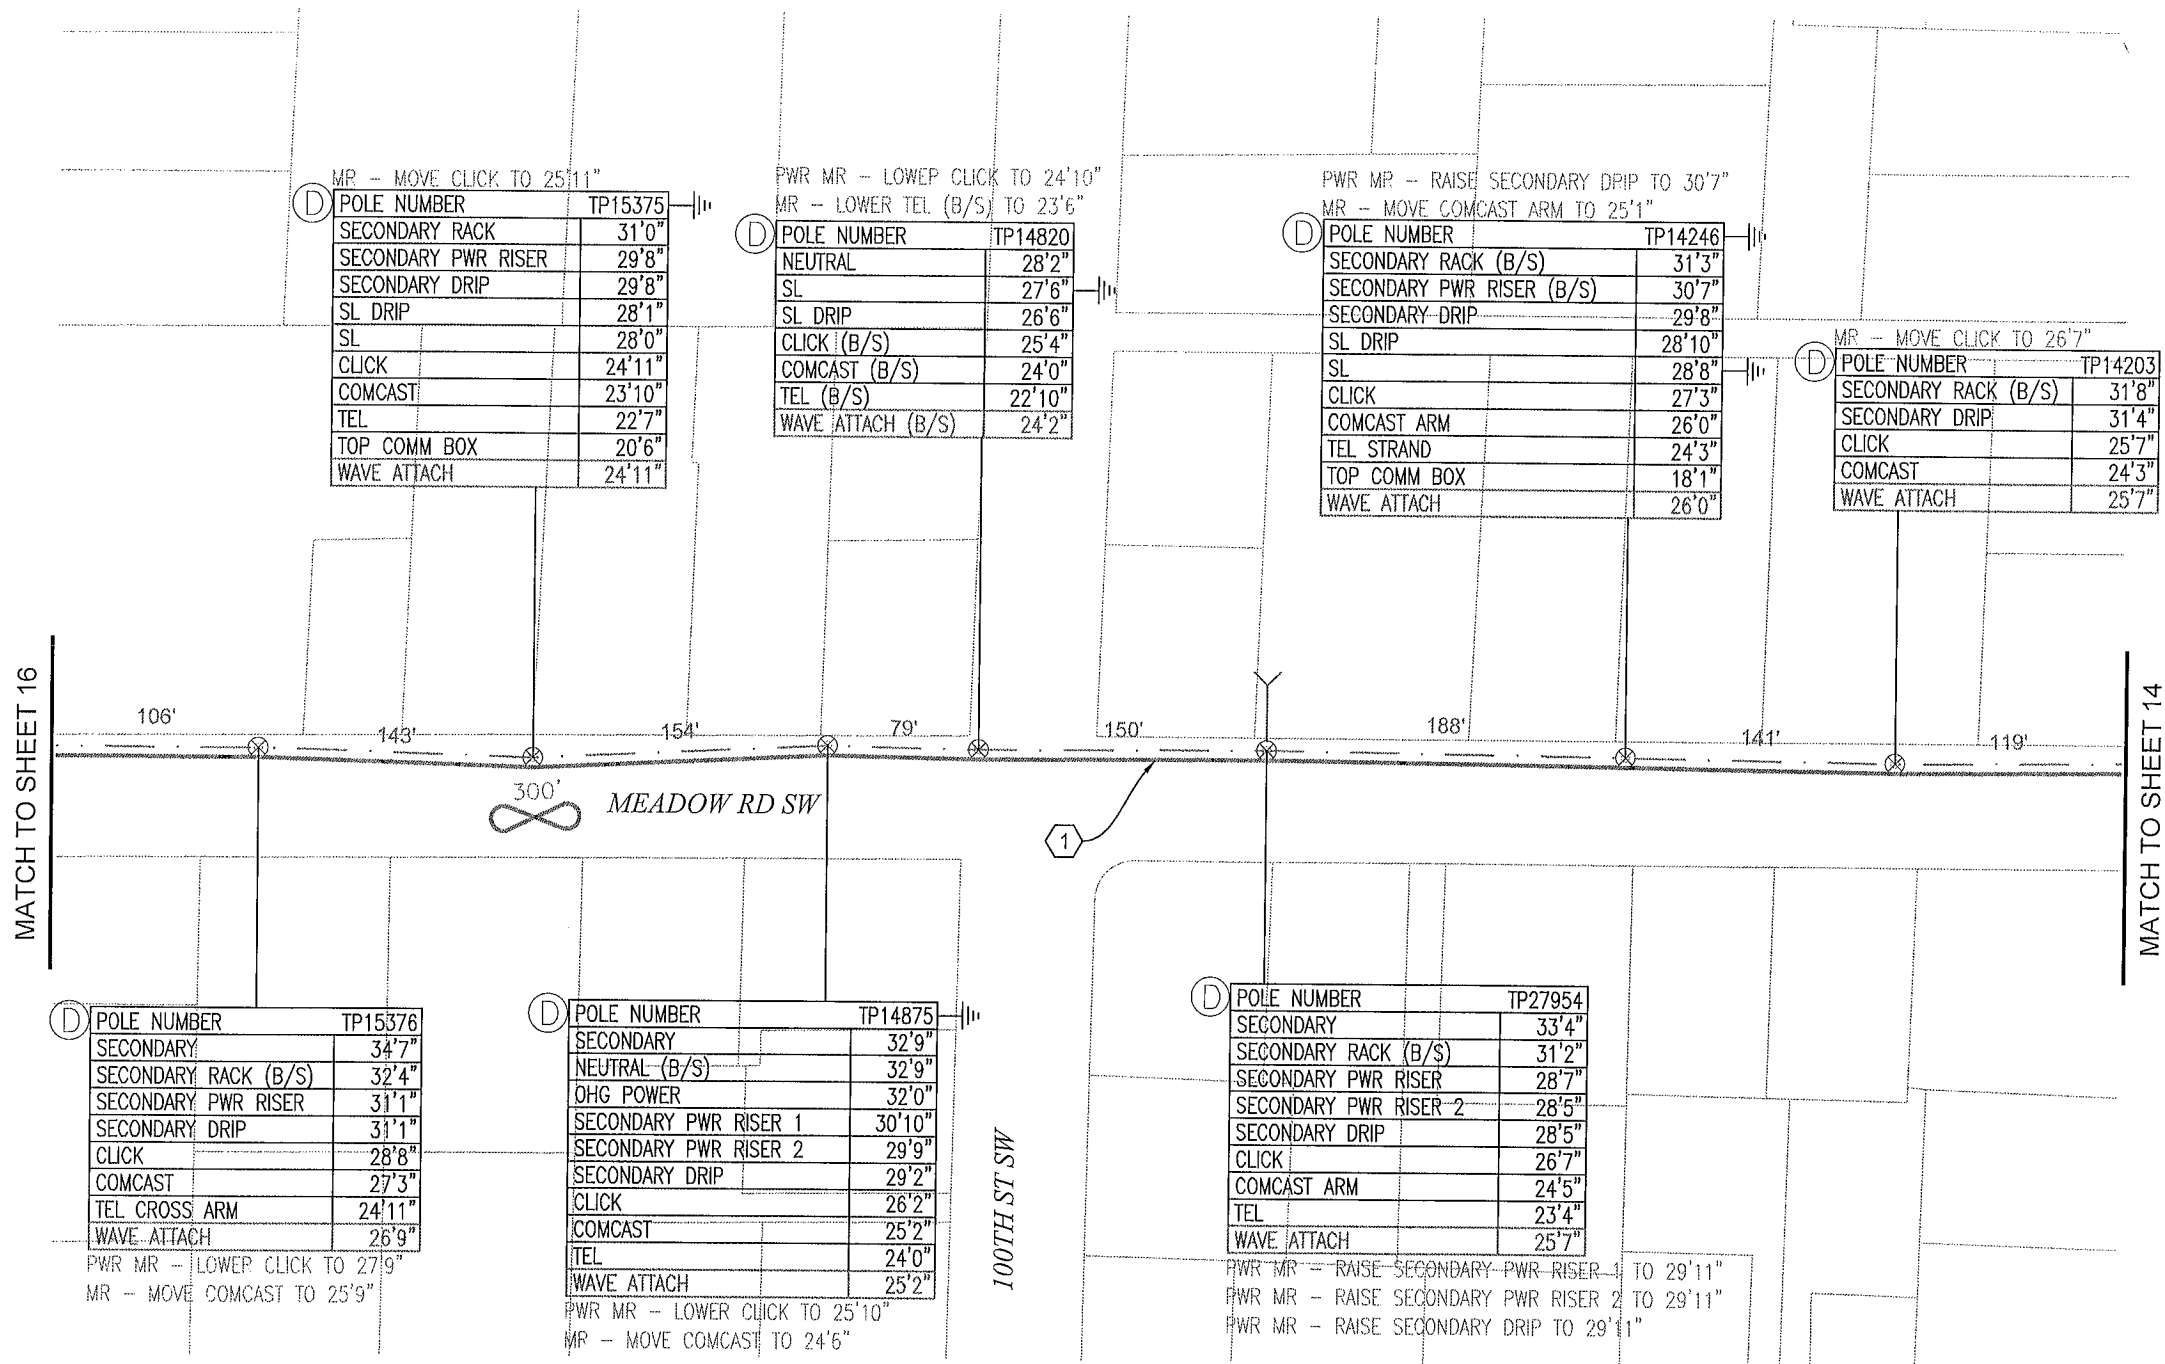 MR - MOVE CLICK TO 25'11"
D
POLE NUMBER TP15375
SECONDARY RACK 31'0"
SECONDARY PWR RISER 29'8"
SECONDARY DRIP 29'8"
SL DRIP 28'1"
SL 28'0"
CLICK 24'11"
COMCAST 23'10"
TEL 22'7"
TOP COMM BOX 20'6"
WAVE ATTACH 24'11"
PWR MR - LOWER CLICK TO 24'10"
MR - LOWER TEL (B/S) TO 23'6"
D
POLE NUMBER TP14820
NEUTRAL 28'2"
SL 27'6"
SL DRIP 26'6"
CLICK (B/S) 25'4"
COMCAST (B/S) 24'0"
TEL (B/S) 22'10"
WAVE ATTACH (B/S) 24'2"
PWR MR - RAISE SECONDARY DRIP TO 30'7"
MR - MOVE COMCAST ARM TO 25'1"
D
POLE NUMBER TP14246
SECONDARY RACK (B/S) 31'3"
SECONDARY PWR RISER (B/S) 30'7"
SECONDARY DRIP 29'8"
SL DRIP 28'10"
SL 28'8"
CLICK 27'3"
COMCAST ARM 26'0"
TEL STRAND 24'3"
TOP COMM BOX 18'1"
WAVE ATTACH 26'0"
MR - MOVE CLICK TO 26'7"
D
POLE NUMBER TP14203
SECONDARY RACK (B/S) 31'8"
SECONDARY DRIP 31'4"
CLICK 25'7"
COMCAST 24'3"
WAVE ATTACH 25'7"
MATCH TO SHEET 16
106' 143' 154' 79' 150' 188' 141' 119'
MATCH TO SHEET 14
300'
MEADOW RD SW
1
100TH ST SW
D
POLE NUMBER TP15376
SECONDARY 34'7"
SECONDARY RACK (B/S) 32'4"
SECONDARY PWR RISER 31'1"
SECONDARY DRIP 31'1"
CLICK 28'8"
COMCAST 27'3"
TEL CROSS ARM 24'11"
WAVE ATTACH 26'9"
PWR MR - LOWER CLICK TO 27'9"
MR - MOVE COMCAST TO 25'9"
D
POLE NUMBER TP14875
SECONDARY 32'9"
NEUTRAL (B/S) 32'9"
OHG POWER 32'0"
SECONDARY PWR RISER 1 30'10"
SECONDARY PWR RISER 2 29'9"
SECONDARY DRIP 29'2"
CLICK 26'2"
COMCAST 25'2"
TEL 24'0"
WAVE ATTACH 25'2"
PWR MR - LOWER CLICK TO 25'10"
MR - MOVE COMCAST TO 24'6"
D
POLE NUMBER TP27954
SECONDARY 33'4"
SECONDARY RACK (B/S) 31'2"
SECONDARY PWR RISER 28'7"
SECONDARY PWR RISER 2 28'5"
SECONDARY DRIP 28'5"
CLICK 26'7"
COMCAST ARM 24'5"
TEL 23'4"
WAVE ATTACH 25'7"
PWR MR - RAISE SECONDARY PWR RISER 1 TO 29'11"
PWR MR - RAISE SECONDARY PWR RISER 2 TO 29'11"
PWR MR - RAISE SECONDARY DRIP TO 29'11"